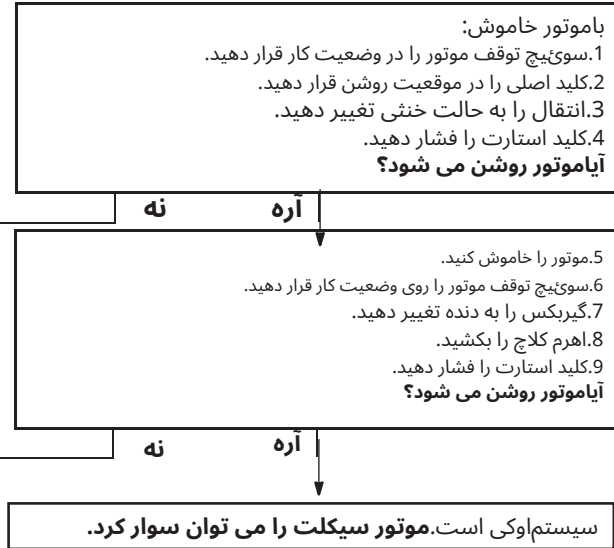 باموتور خاموش:
1.سوئیچ توقف موتور را در وضعیت کار قرار دهید.
2.کلید اصلی را در موقعیت روشن قرار دهید.
3.انتقال را به حالت خنثی تغییر دهید.
4.کلید استارت را فشار دهید.
آیاموتور روشن می شود؟
آره نه
5.موتور را خاموش کنید.
6.سوئیچ توقف موتور را روی وضعیت کار قرار دهید.
7.گیربکس را به دنده تغییر دهید.
8.اهرم کلاچ را بکشید.
9.کلید استارت را فشار دهید.
آیاموتور روشن می شود؟
آره نه
سیستم‌اوکی است.موتور سیکلت را می توان سوار کرد.